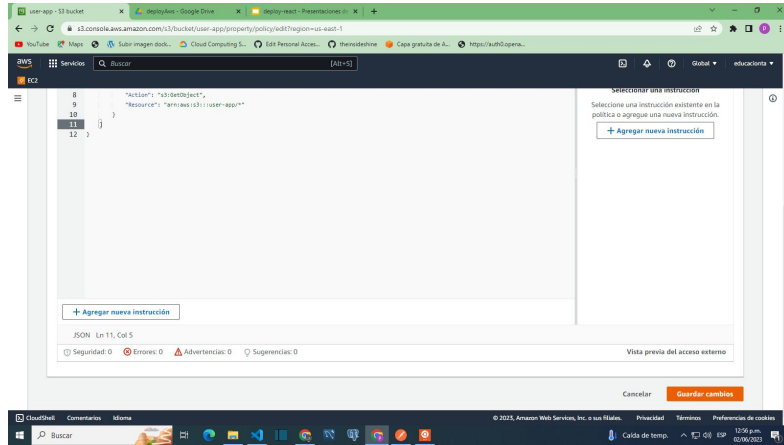 user-app - S3 bucket
deployAws - Google Drive
deploy-react - Presentaciones de
s3.console.aws.amazon.com/s3/bucket/user-app/property/policy/edit?region=us-east-1
YouTube
Maps
Subir imagen dock...
Cloud Computing S...
Edit Personal Acces...
theinsideshine
Capa gratuita de A...
https://auth0.opena...
aws
Servicios
Buscar
[Alt+S]
Global
educacionta
EC2
8 "Action": "s3:GetObject",
9 "Resource": "arn:aws:s3:::user-app/*"
10 }
11 ]
12 }
Seleccionar una instrucción
Seleccione una instrucción existente en la
política o agregue una nueva instrucción.
+ Agregar nueva instrucción
+ Agregar nueva instrucción
JSON Ln 11, Col 5
Seguridad: 0
Errores: 0
Advertencias: 0
Sugerencias: 0
Vista previa del acceso externo
Cancelar
Guardar cambios
CloudShell
Comentarios
Idioma
© 2023, Amazon Web Services, Inc. o sus filiales.
Privacidad
Términos
Preferencias de cookies
Buscar
Caída de temp.
ESP
12:56 p.m.
02/06/2023